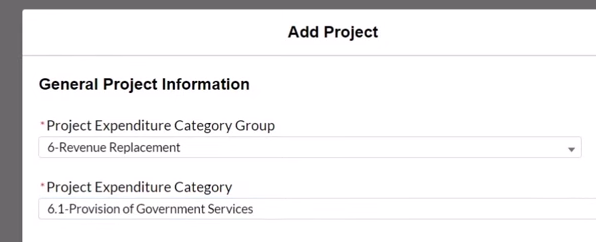 Add Project
General Project Information
*Project Expenditure Category Group
6-Revenue Replacement
*Project Expenditure Category
6.1-Provision of Government Services